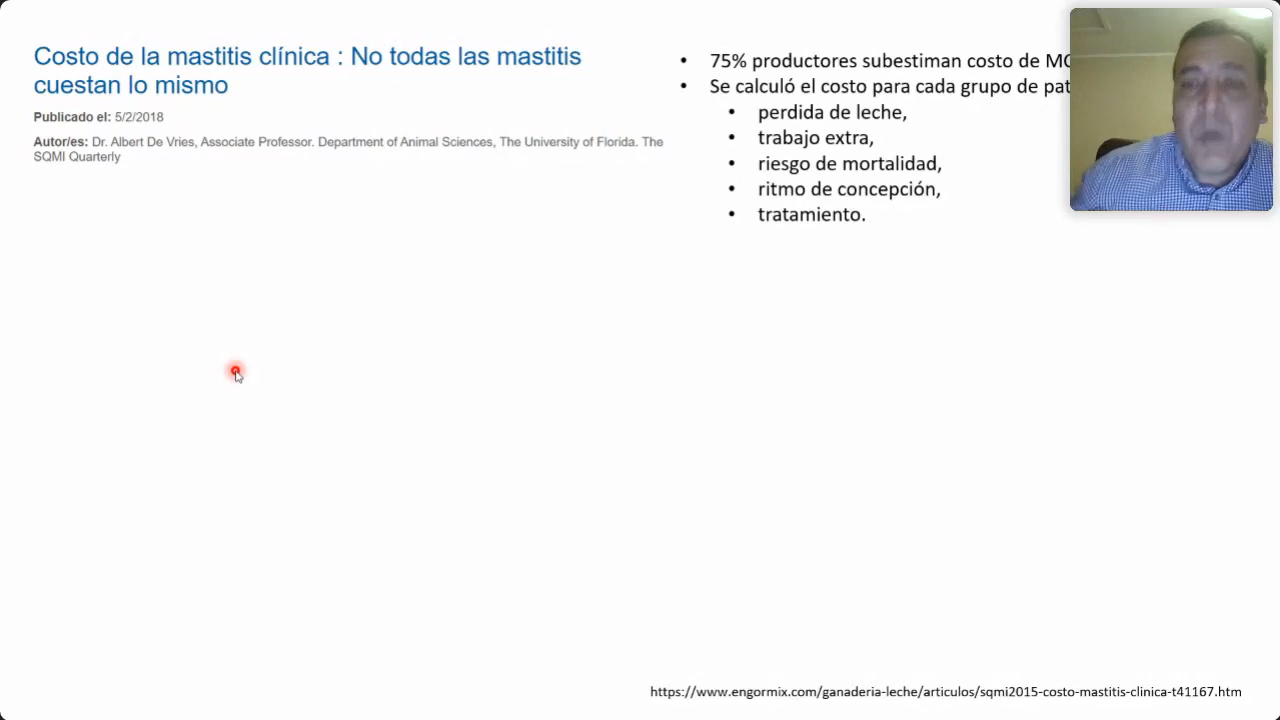 Costo de la mastitis clínica : No todas las mastitis
cuestan lo mismo
Publicado el: 5/2/2018
Autor/es: Dr. Albert De Vries, Associate Professor. Department of Animal Sciences, The University of Florida. The
SQMI Quarterly
• 75% productores subestiman costo de
• Se calculó el costo para cada grupo de
• perdida de leche,
• trabajo extra,
• riesgo de mortalidad,
• ritmo de concepción,
• tratamiento.
https://www.engormix.com/ganaderia-leche/articulos/sqmi2015-costo-mastitis-clinica-t41167.htm